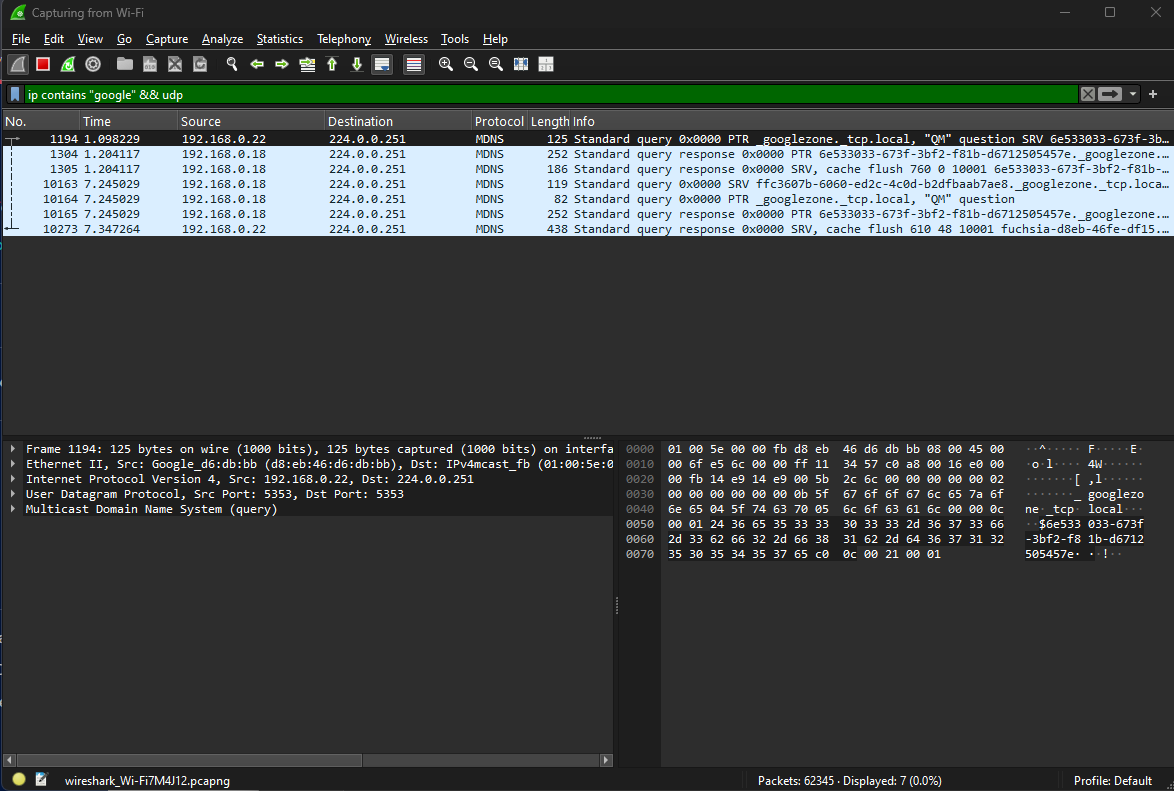 Capturing from Wi-Fi
File Edit View Go Capture Analyze Statistics Telephony Wireless Tools Help
ip contains "google" && udp
No. Time Source Destination Protocol Length Info
1194 1.098229 192.168.0.22 224.0.0.251 MDNS 125 Standard query 0x0000 PTR _googlezone._tcp.local, "QM" question SRV 6e533033-673f-3b…
1304 1.204117 192.168.0.18 224.0.0.251 MDNS 252 Standard query response 0x0000 PTR 6e533033-673f-3bf2-f81b-d6712505457e._googlezone.…
1305 1.204117 192.168.0.18 224.0.0.251 MDNS 186 Standard query response 0x0000 SRV, cache flush 760 0 10001 6e533033-673f-3bf2-f81b-…
10163 7.245029 192.168.0.18 224.0.0.251 MDNS 119 Standard query 0x0000 SRV ffc3607b-6060-ed2c-4c0d-b2dfbaab7ae8._googlezone._tcp.loca…
10164 7.245029 192.168.0.18 224.0.0.251 MDNS 82 Standard query 0x0000 PTR _googlezone._tcp.local, "QM" question
10165 7.245029 192.168.0.18 224.0.0.251 MDNS 252 Standard query response 0x0000 PTR 6e533033-673f-3bf2-f81b-d6712505457e._googlezone.…
10273 7.347264 192.168.0.22 224.0.0.251 MDNS 438 Standard query response 0x0000 SRV, cache flush 610 48 10001 fuchsia-d8eb-46fe-df15.…
Frame 1194: 125 bytes on wire (1000 bits), 125 bytes captured (1000 bits) on interfa
Ethernet II, Src: Google_d6:db:bb (d8:eb:46:d6:db:bb), Dst: IPv4mcast_fb (01:00:5e:0
Internet Protocol Version 4, Src: 192.168.0.22, Dst: 224.0.0.251
User Datagram Protocol, Src Port: 5353, Dst Port: 5353
Multicast Domain Name System (query)
0000 01 00 5e 00 00 fb d8 eb 46 d6 db bb 08 00 45 00 ··^····· F·····E·
0010 00 6f e5 6c 00 00 ff 11 34 57 c0 a8 00 16 e0 00 ·o·l···· 4W······
0020 00 fb 14 e9 14 e9 00 5b 2c 6c 00 00 00 00 00 02 ·······[ ,l······
0030 00 00 00 00 00 00 0b 5f 67 6f 6f 67 6c 65 7a 6f ·······_ googlezo
0040 6e 65 04 5f 74 63 70 05 6c 6f 63 61 6c 00 00 0c ne·_tcp· local···
0050 00 01 24 36 65 35 33 33 30 33 33 2d 36 37 33 66 ··$6e533 033-673f
0060 2d 33 62 66 32 2d 66 38 31 62 2d 64 36 37 31 32 -3bf2-f8 1b-d6712
0070 35 30 35 34 35 37 65 c0 0c 00 21 00 01 505457e· ··!··
wireshark_Wi-Fi7M4J12.pcapng
Packets: 62345 · Displayed: 7 (0.0%)
Profile: Default